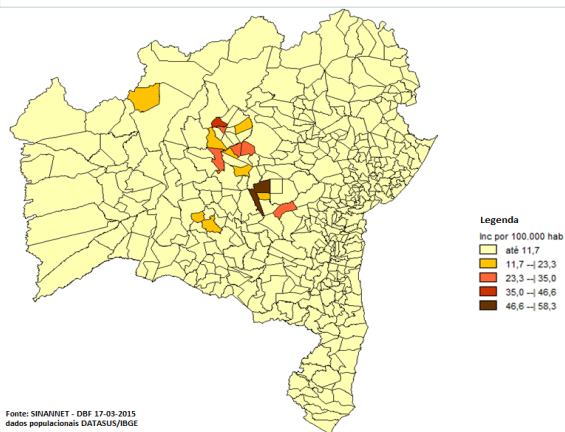 Legenda
Inc por 100.000 hab
até 11,7
11,7 --| 23,3
23,3 --| 35,0
35,0 --| 46,6
46,6 --| 58,3
Fonte: SINANNET - DBF 17-03-2015
dados populacionais DATASUS/IBGE